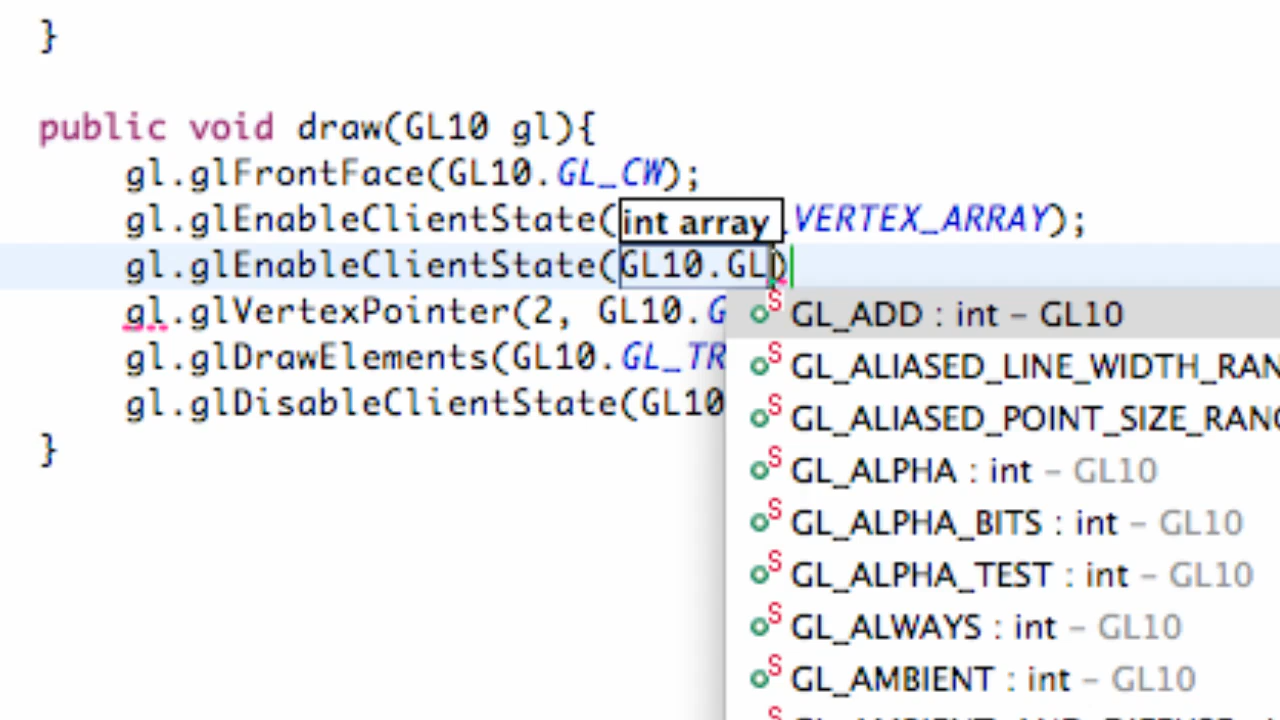 }
public void draw(GL10 gl){
gl.glFrontFace(GL10.GL_CW);
gl.glEnableClientState( int array .VERTEX_ARRAY);
gl.glEnableClientState(GL10.GL)
gl.glVertexPointer(2, GL10.G
gl.glDrawElements(GL10.GL_TR
gl.glDisableClientState(GL10
}
GL_ADD : int – GL10
GL_ALIASED_LINE_WIDTH_RAN
GL_ALIASED_POINT_SIZE_RANG
GL_ALPHA : int – GL10
GL_ALPHA_BITS : int – GL10
GL_ALPHA_TEST : int – GL10
GL_ALWAYS : int – GL10
GL_AMBIENT : int – GL10